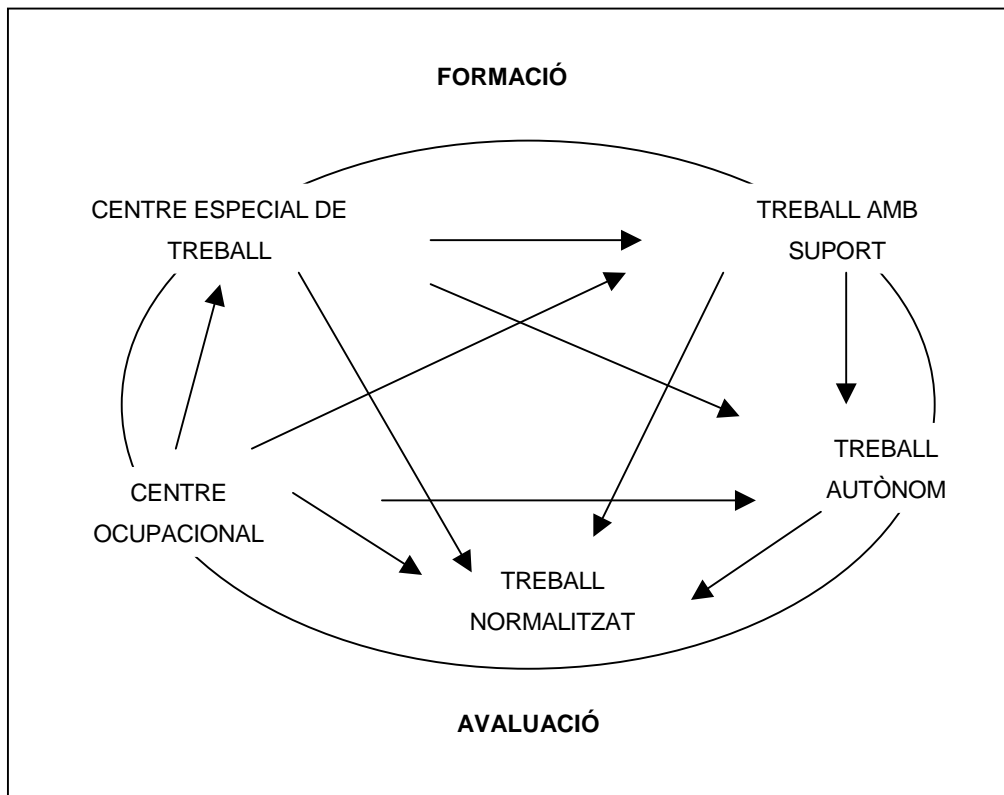 FORMACIÓ
CENTRE ESPECIAL DE
TREBALL
TREBALL AMB
SUPORT
TREBALL
AUTÒNOM
CENTRE
OCUPACIONAL
TREBALL
NORMALITZAT
AVALUACIÓ